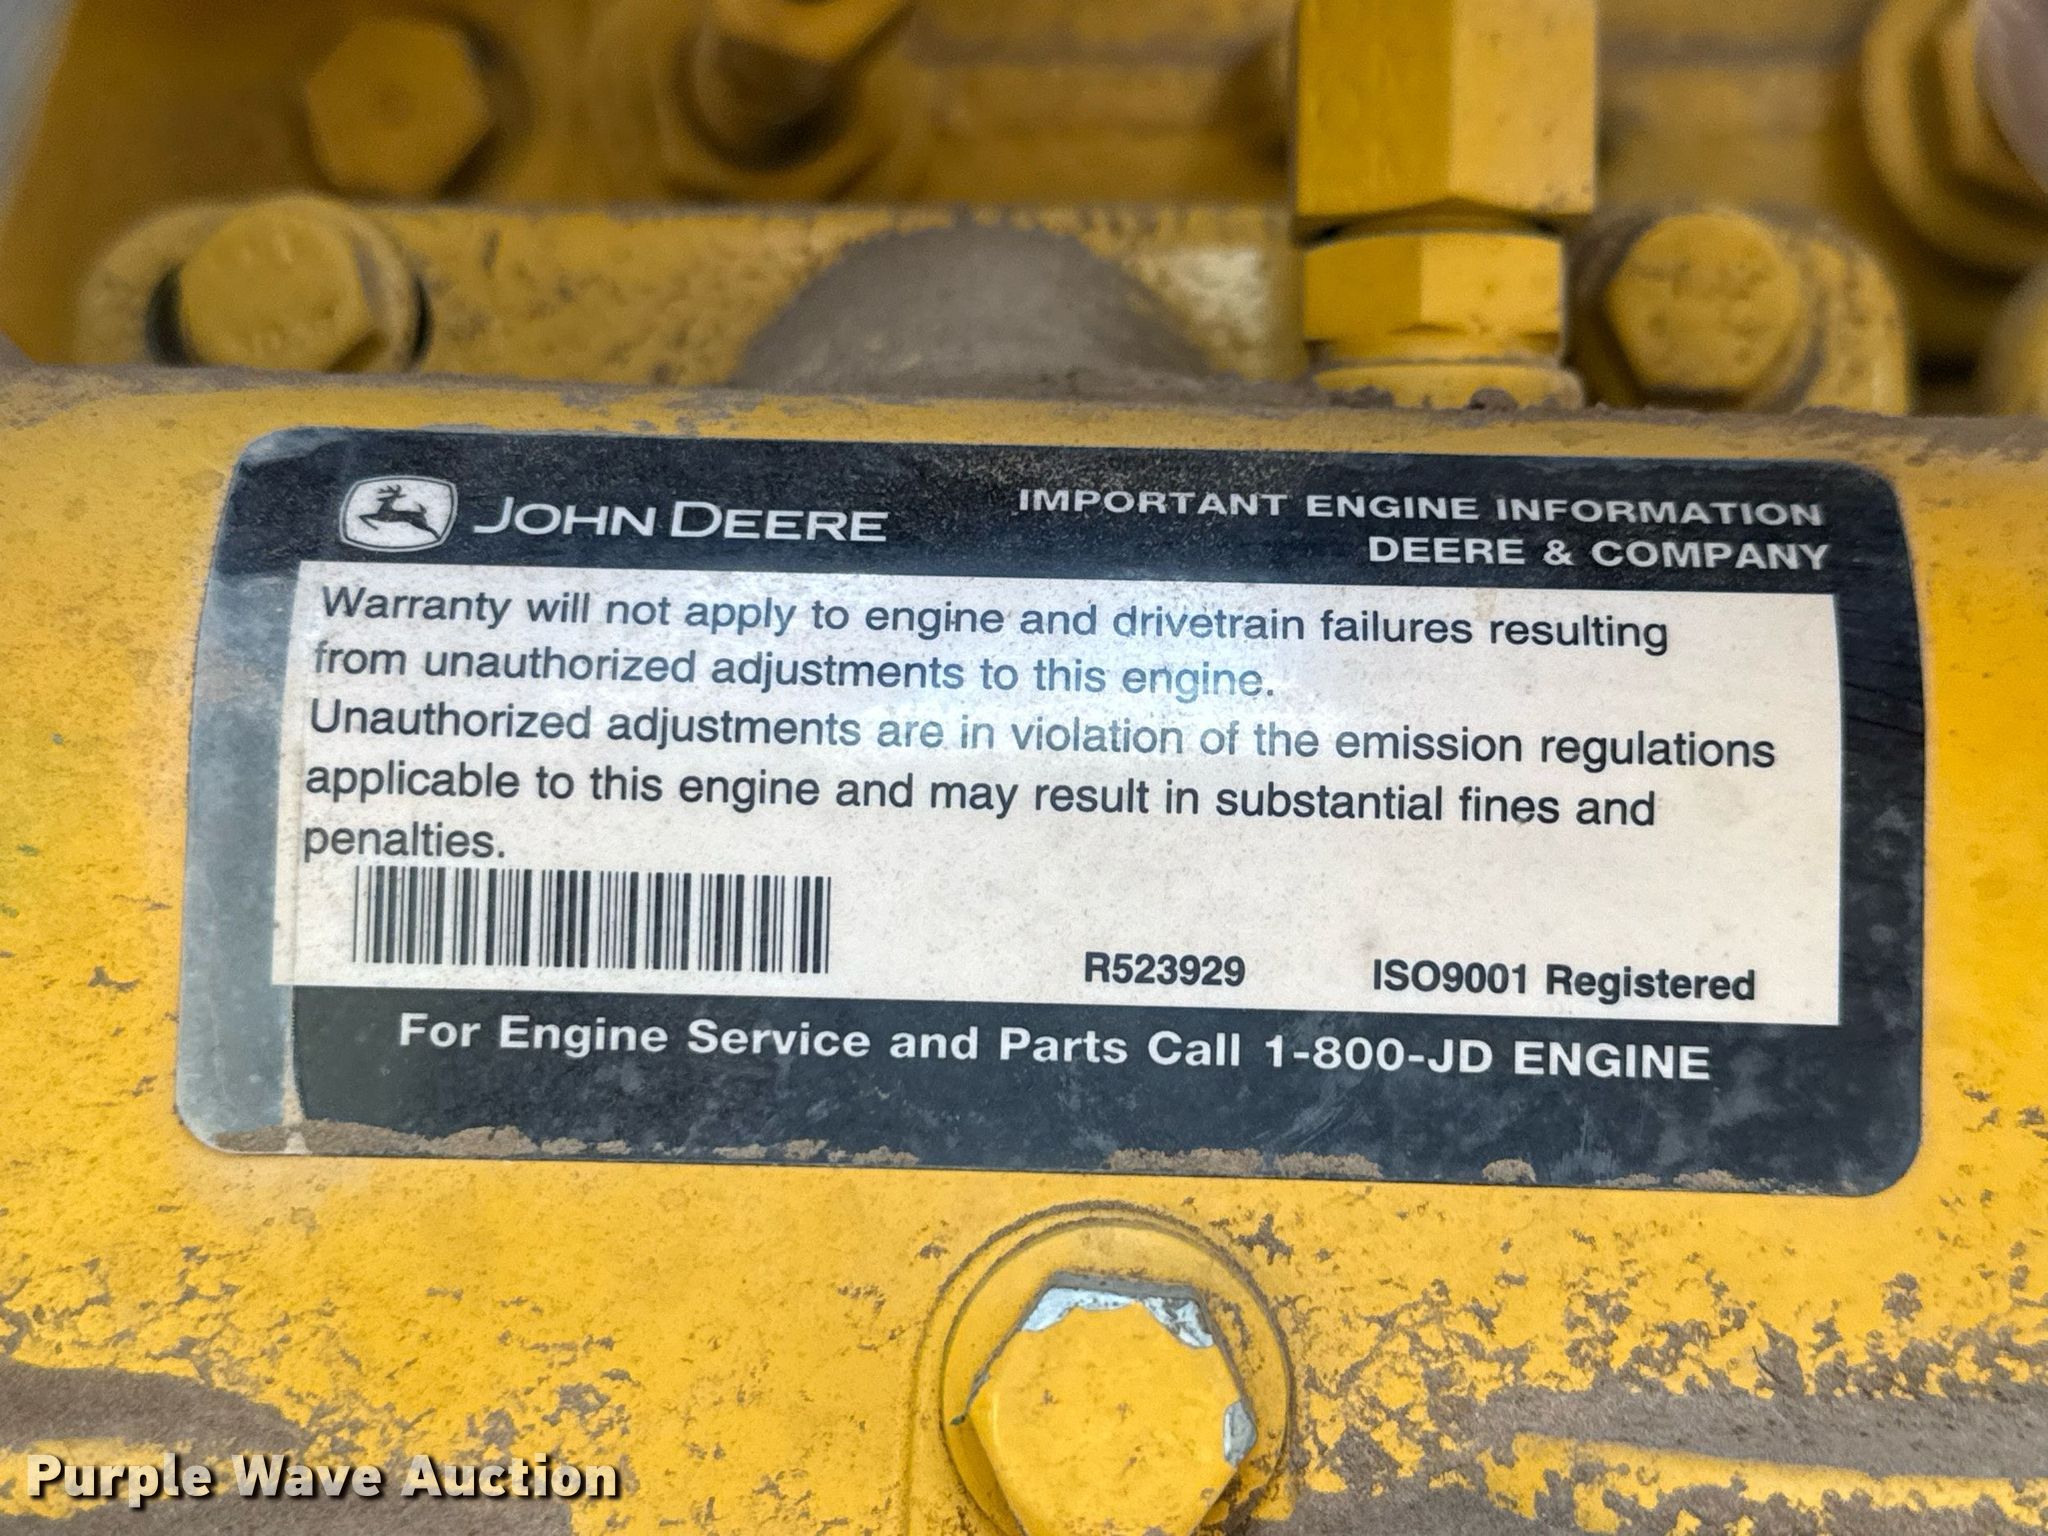 JOHN DEERE
IMPORTANT ENGINE INFORMATION
DEERE & COMPANY
Warranty will not apply to engine and drivetrain failures resulting
from unauthorized adjustments to this engine.
Unauthorized adjustments are in violation of the emission regulations
applicable to this engine and may result in substantial fines and
penalties.
R523929 ISO9001 Registered
For Engine Service and Parts Call 1-800-JD ENGINE
Purple Wave Auction